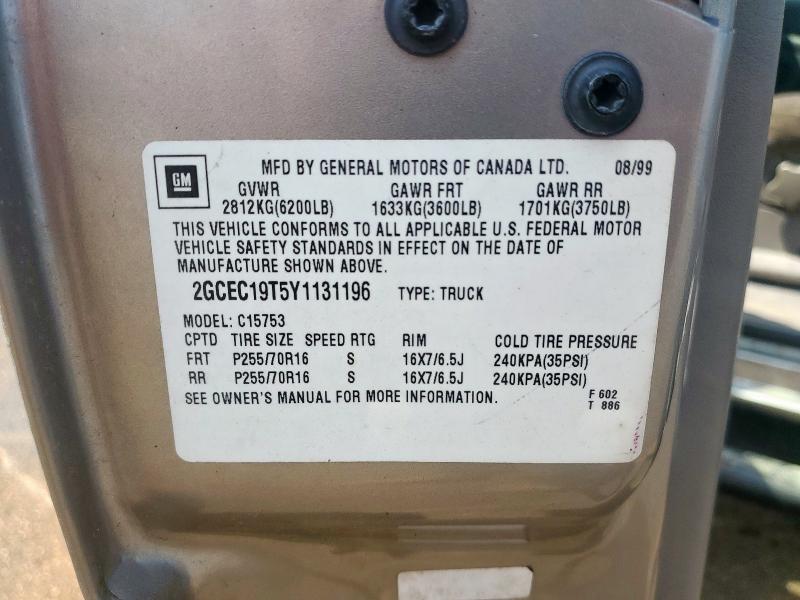 GM
MFD BY GENERAL MOTORS OF CANADA LTD. 08/99
GVWR GAWR FRT GAWR RR
2812KG(6200LB) 1633KG(3600LB) 1701KG(3750LB)
THIS VEHICLE CONFORMS TO ALL APPLICABLE U.S. FEDERAL MOTOR
VEHICLE SAFETY STANDARDS IN EFFECT ON THE DATE OF
MANUFACTURE SHOWN ABOVE.
2GCEC19T5Y1131196 TYPE: TRUCK
MODEL: C15753
CPTD TIRE SIZE SPEED RTG RIM COLD TIRE PRESSURE
FRT P255/70R16 S 16X7/6.5J 240KPA(35PSI)
RR P255/70R16 S 16X7/6.5J 240KPA(35PSI)
SEE OWNER'S MANUAL FOR MORE INFORMATION.
F 602
T 886